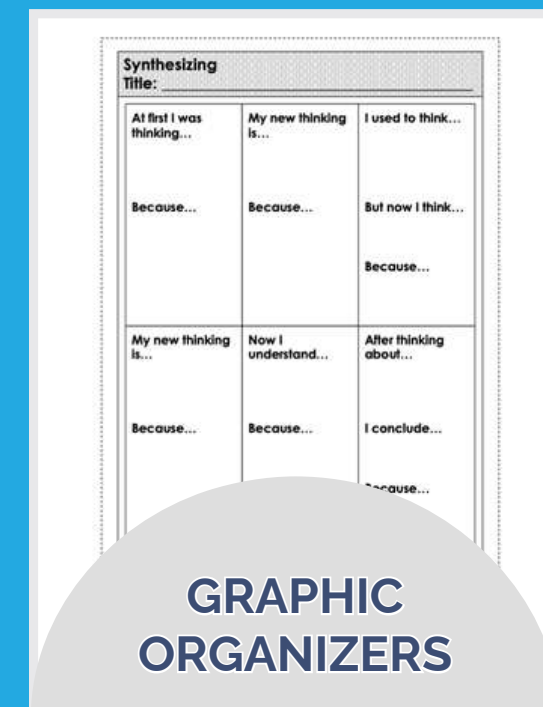 Synthesizing
Title:
At first I was
thinking...
Because...
My new thinking
is...
Because...
I used to think...
But now I think...
Because...
My new thinking
is...
Because...
Now I
understand...
Because...
After thinking
about...
I conclude...
Because...
GRAPHIC
ORGANIZERS